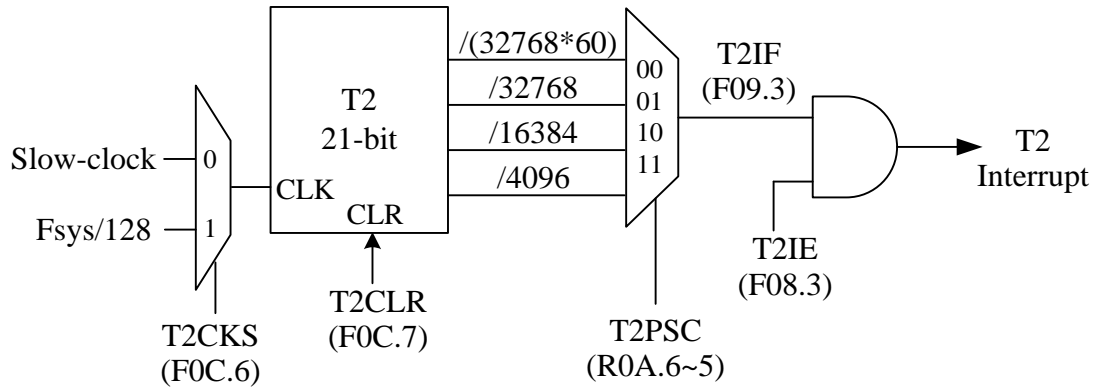 /(32768*60)
/32768
/16384
/4096
T2
21-bit
CLK
CLR
Slow-clock
Fsys/128
0
1
T2CKS
(F0C.6)
T2CLR
(F0C.7)
00
01
10
11
T2PSC
(R0A.6~5)
T2IF
(F09.3)
T2IE
(F08.3)
T2
Interrupt